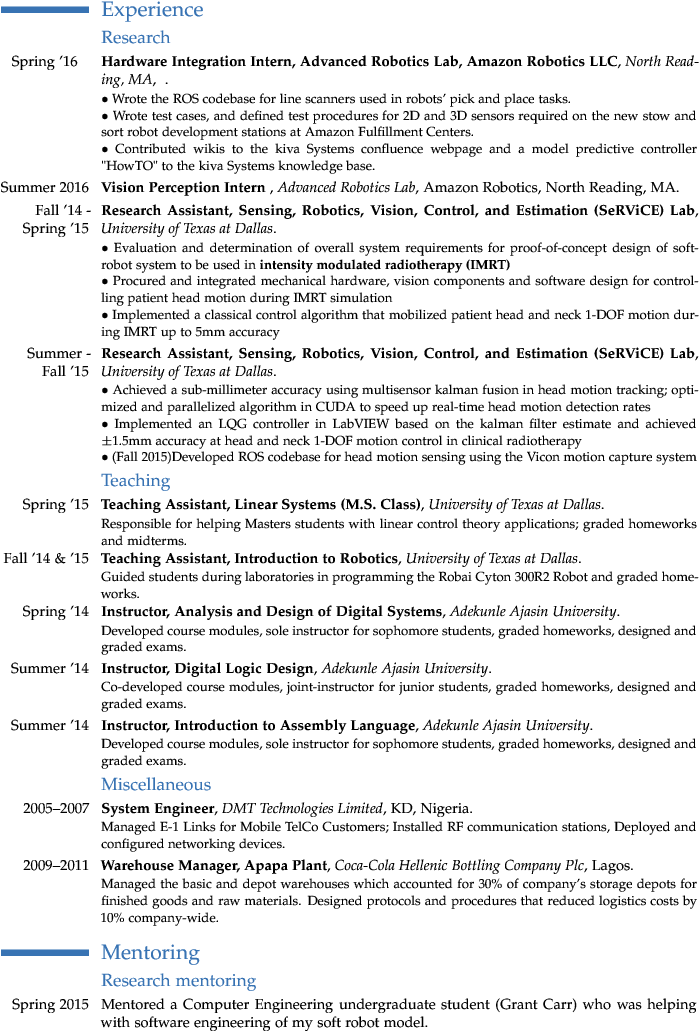 Experience
Research
Spring ’16 Hardware Integration Intern, Advanced Robotics Lab, Amazon Robotics LLC, North Read-
ing, MA, .
• Wrote the ROS codebase for line scanners used in robots’ pick and place tasks.
• Wrote test cases, and defined test procedures for 2D and 3D sensors required on the new stow and
sort robot development stations at Amazon Fulfillment Centers.
• Contributed wikis to the kiva Systems confluence webpage and a model predictive controller
"HowTO" to the kiva Systems knowledge base.
Summer 2016 Vision Perception Intern , Advanced Robotics Lab, Amazon Robotics, North Reading, MA.
Fall ’14 - Research Assistant, Sensing, Robotics, Vision, Control, and Estimation (SeRViCE) Lab,
Spring ’15 University of Texas at Dallas.
• Evaluation and determination of overall system requirements for proof-of-concept design of soft-
robot system to be used in intensity modulated radiotherapy (IMRT)
• Procured and integrated mechanical hardware, vision components and software design for control-
ling patient head motion during IMRT simulation
• Implemented a classical control algorithm that mobilized patient head and neck 1-DOF motion dur-
ing IMRT up to 5mm accuracy
Summer - Research Assistant, Sensing, Robotics, Vision, Control, and Estimation (SeRViCE) Lab,
Fall ’15 University of Texas at Dallas.
• Achieved a sub-millimeter accuracy using multisensor kalman fusion in head motion tracking; opti-
mized and parallelized algorithm in CUDA to speed up real-time head motion detection rates
• Implemented an LQG controller in LabVIEW based on the kalman filter estimate and achieved
±1.5mm accuracy at head and neck 1-DOF motion control in clinical radiotherapy
• (Fall 2015)Developed ROS codebase for head motion sensing using the Vicon motion capture system
Teaching
Spring ’15 Teaching Assistant, Linear Systems (M.S. Class), University of Texas at Dallas.
Responsible for helping Masters students with linear control theory applications; graded homeworks
and midterms.
Fall ’14 & ’15 Teaching Assistant, Introduction to Robotics, University of Texas at Dallas.
Guided students during laboratories in programming the Robai Cyton 300R2 Robot and graded home-
works.
Spring ’14 Instructor, Analysis and Design of Digital Systems, Adekunle Ajasin University.
Developed course modules, sole instructor for sophomore students, graded homeworks, designed and
graded exams.
Summer ’14 Instructor, Digital Logic Design, Adekunle Ajasin University.
Co-developed course modules, joint-instructor for junior students, graded homeworks, designed and
graded exams.
Summer ’14 Instructor, Introduction to Assembly Language, Adekunle Ajasin University.
Developed course modules, sole instructor for sophomore students, graded homeworks, designed and
graded exams.
Miscellaneous
2005–2007 System Engineer, DMT Technologies Limited, KD, Nigeria.
Managed E-1 Links for Mobile TelCo Customers; Installed RF communication stations, Deployed and
configured networking devices.
2009–2011 Warehouse Manager, Apapa Plant, Coca-Cola Hellenic Bottling Company Plc, Lagos.
Managed the basic and depot warehouses which accounted for 30% of company’s storage depots for
finished goods and raw materials. Designed protocols and procedures that reduced logistics costs by
10% company-wide.
Mentoring
Research mentoring
Spring 2015 Mentored a Computer Engineering undergraduate student (Grant Carr) who was helping
with software engineering of my soft robot model.